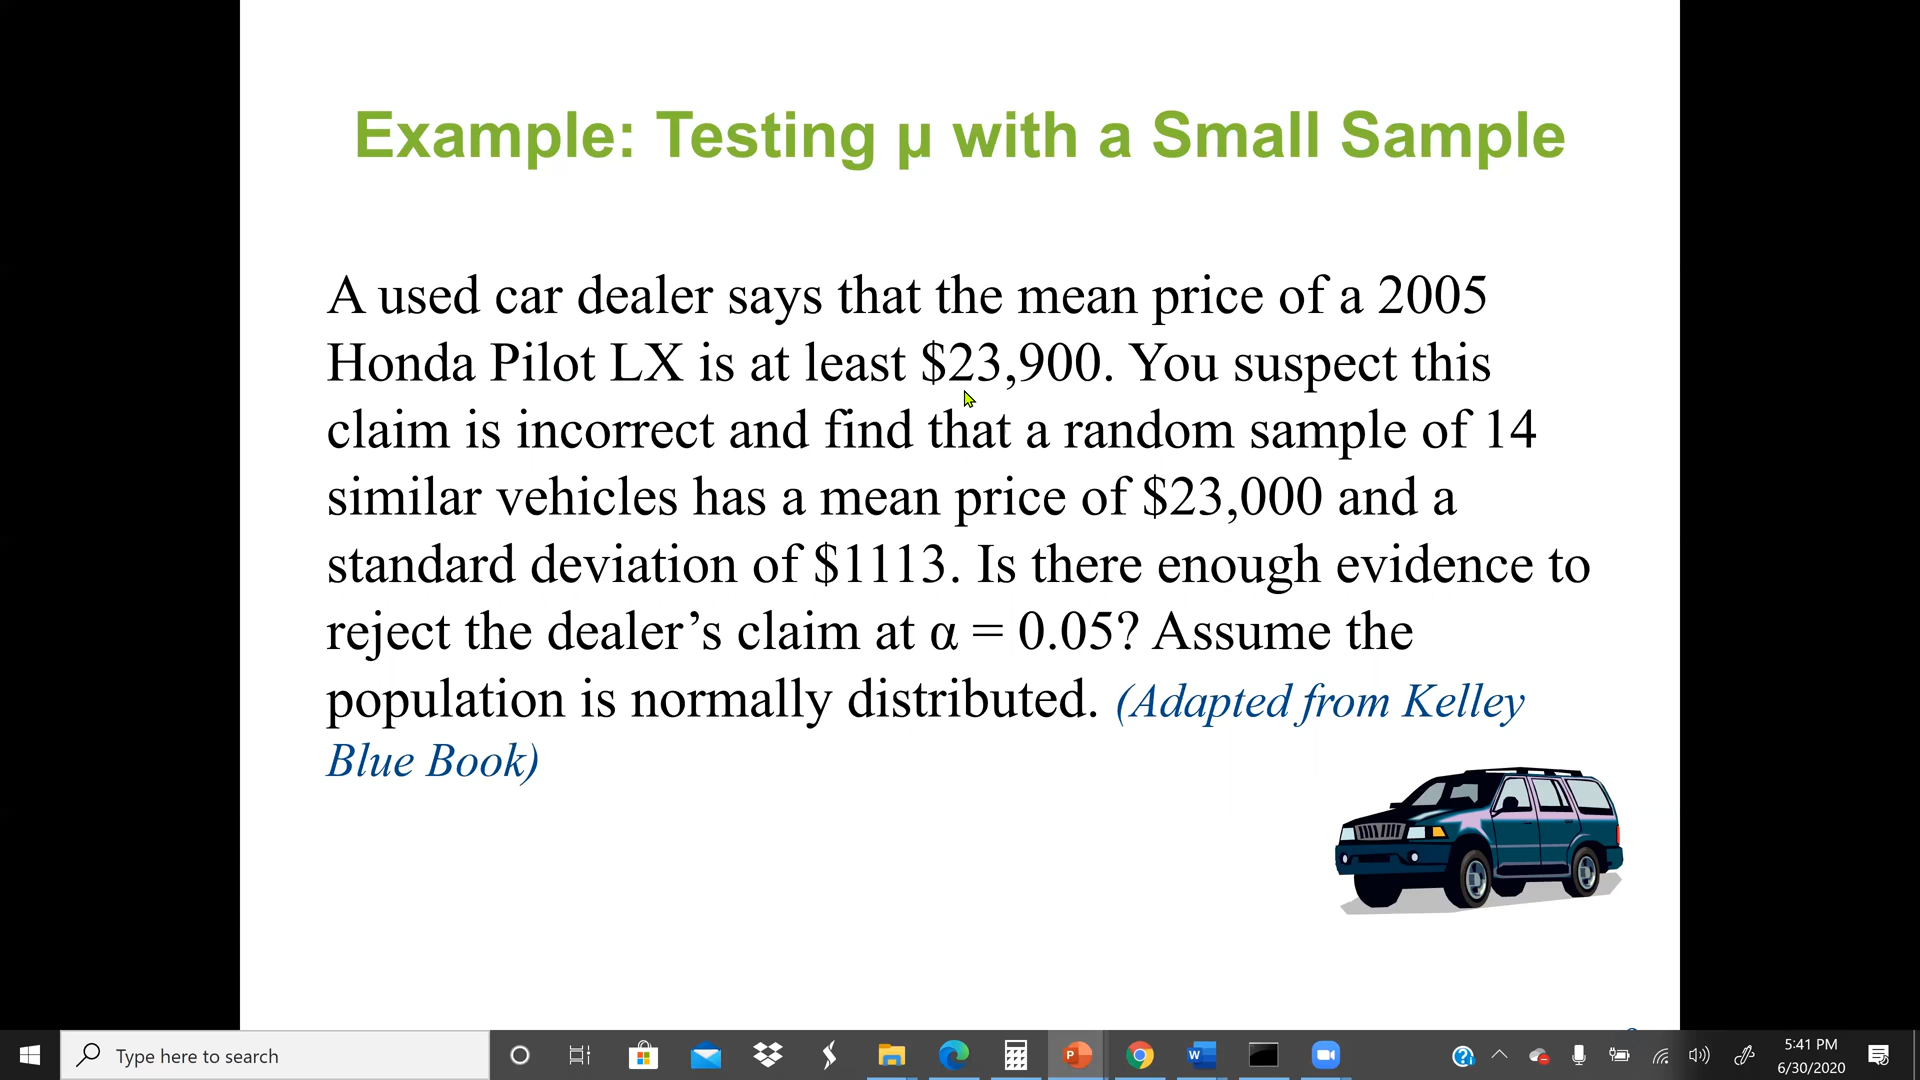 Example: Testing μ with a Small Sample
A used car dealer says that the mean price of a 2005
Honda Pilot LX is at least $23,900. You suspect this
claim is incorrect and find that a random sample of 14
similar vehicles has a mean price of $23,000 and a
standard deviation of $1113. Is there enough evidence to
reject the dealer’s claim at α = 0.05? Assume the
population is normally distributed. (Adapted from Kelley
Blue Book)
Type here to search
5:41 PM
6/30/2020